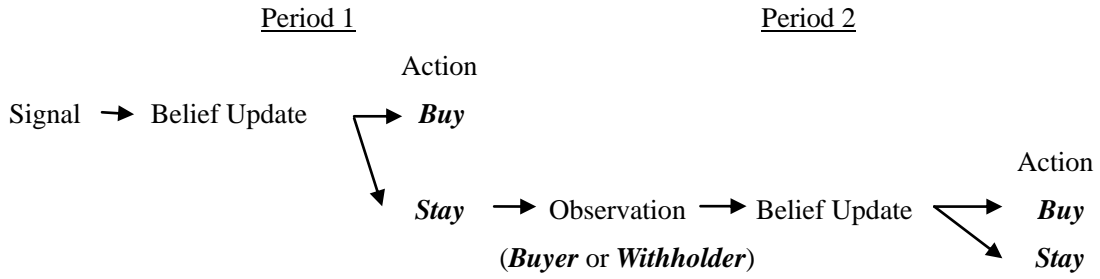 Period 1 Period 2
Action
Signal Belief Update Buy
Action
Stay Observation Belief Update Buy
(Buyer or Withholder) Stay